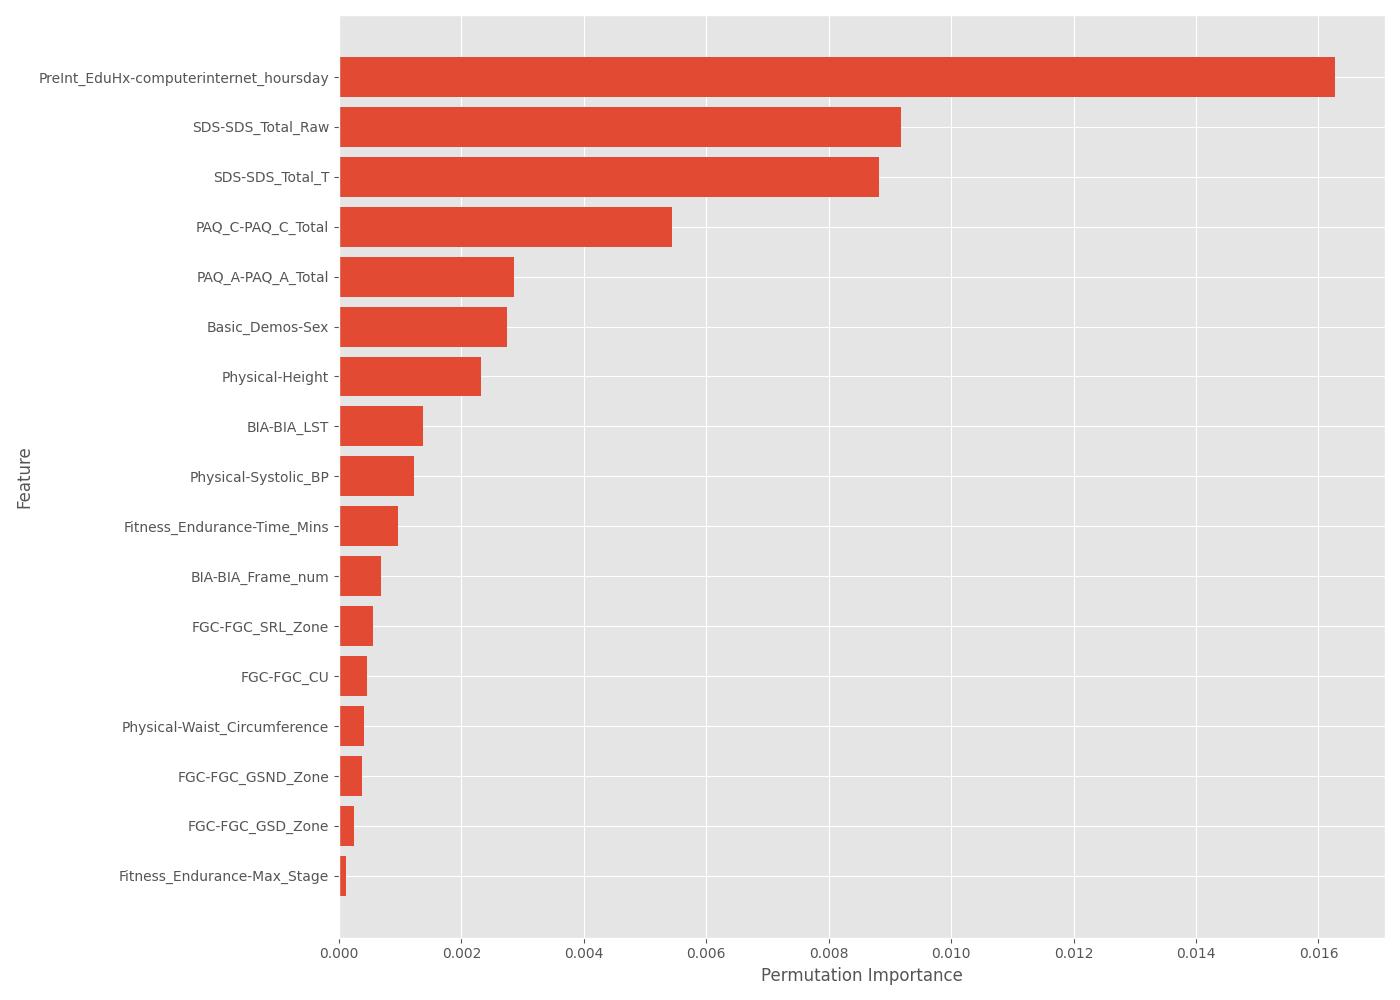 PreInt_EduHx-computerinternet_hoursday
SDS-SDS_Total_Raw
SDS-SDS_Total_T
PAQ_C-PAQ_C_Total
PAQ_A-PAQ_A_Total
Basic_Demos-Sex
Physical-Height
BIA-BIA_LST
Physical-Systolic_BP
Fitness_Endurance-Time_Mins
BIA-BIA_Frame_num
FGC-FGC_SRL_Zone
FGC-FGC_CU
Physical-Waist_Circumference
FGC-FGC_GSND_Zone
FGC-FGC_GSD_Zone
Fitness_Endurance-Max_Stage
Feature
0.000 0.002 0.004 0.006 0.008 0.010 0.012 0.014 0.016
Permutation Importance